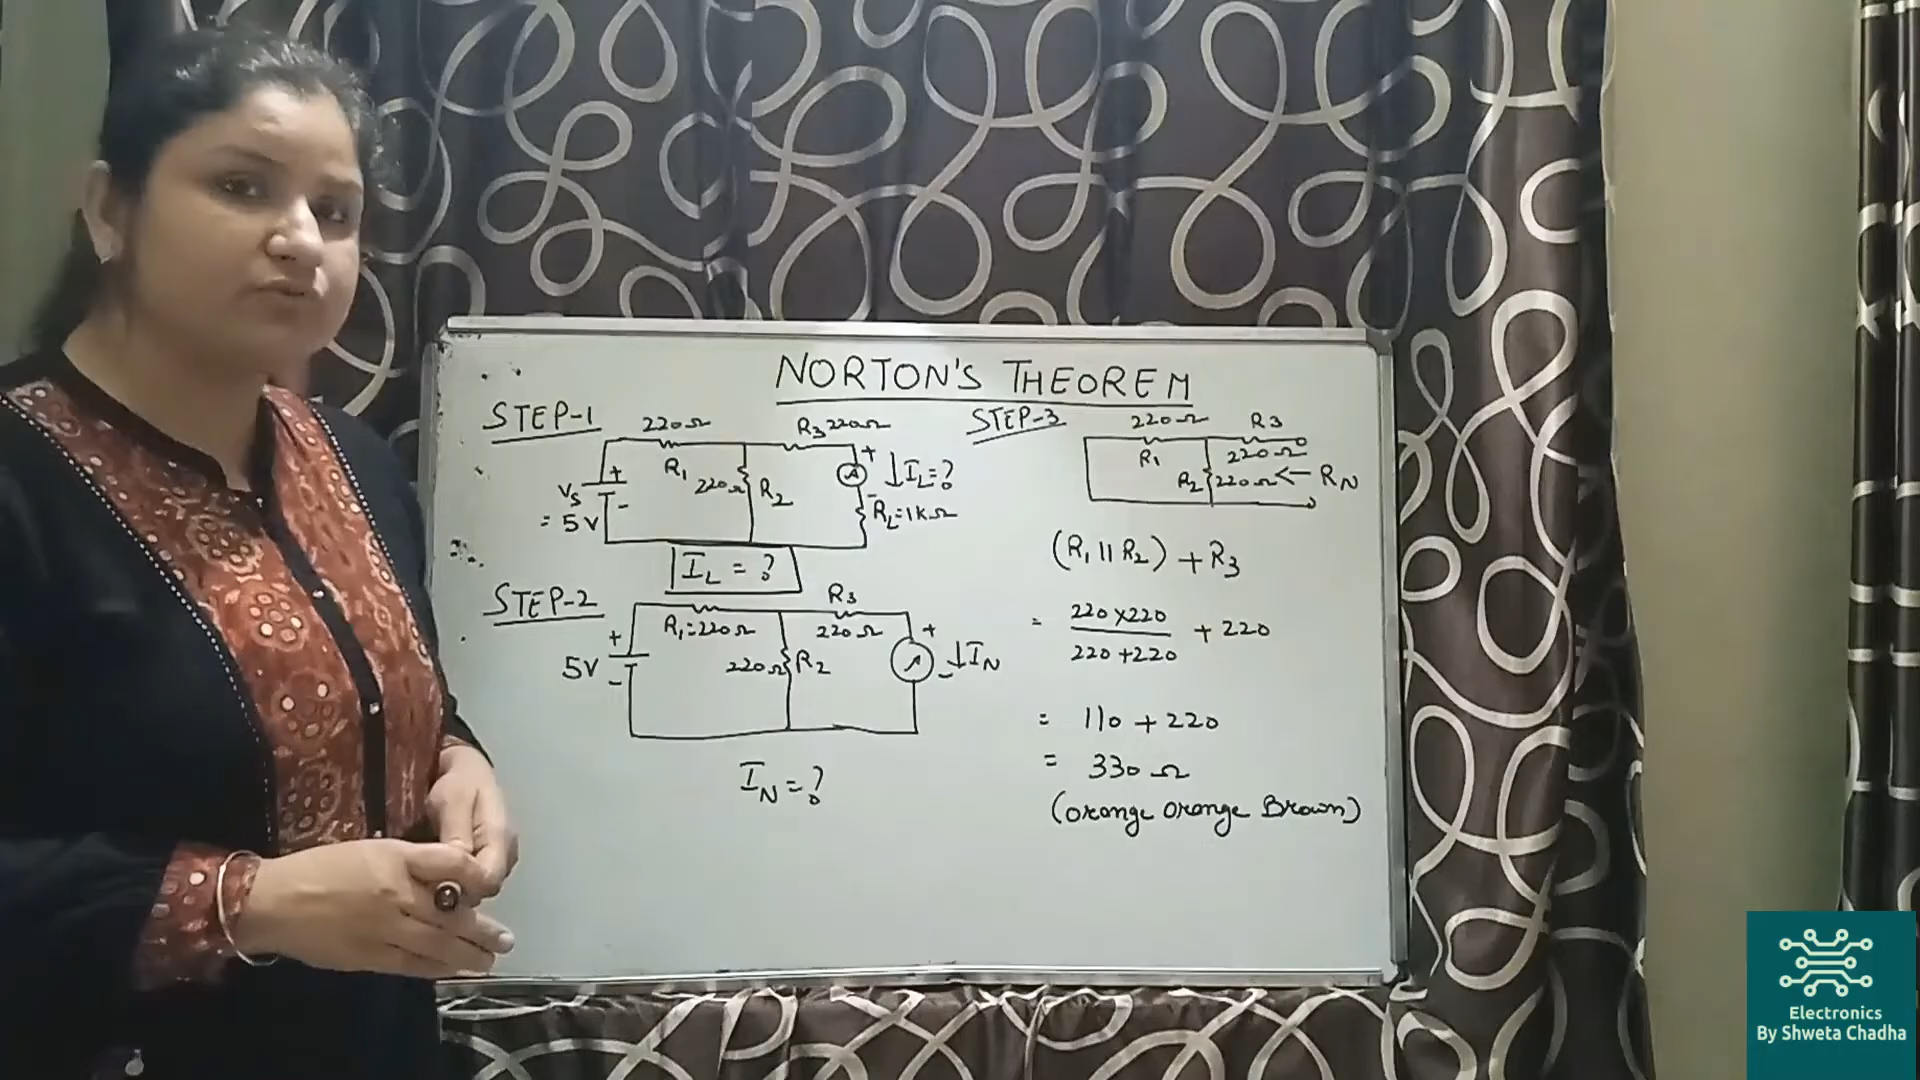 NORTON'S THEOREM
STEP-1
220Ω
R3 220Ω
R1
220Ω
R2
A
+
-
IL=?
RL=1KΩ
Vs
= 5V
+
-
IL = ?
STEP-2
R3
R1=220Ω
220Ω
+
5V
-
220Ω
R2
+
-
IN
IN=?
STEP-3
220Ω
R3
R1
220Ω
R2
220Ω
← RN
(R1 || R2) + R3
= 220×220 / 220+220 + 220
= 110 + 220
= 330 Ω
(orange orange Brown)
Electronics
By Shweta Chadha